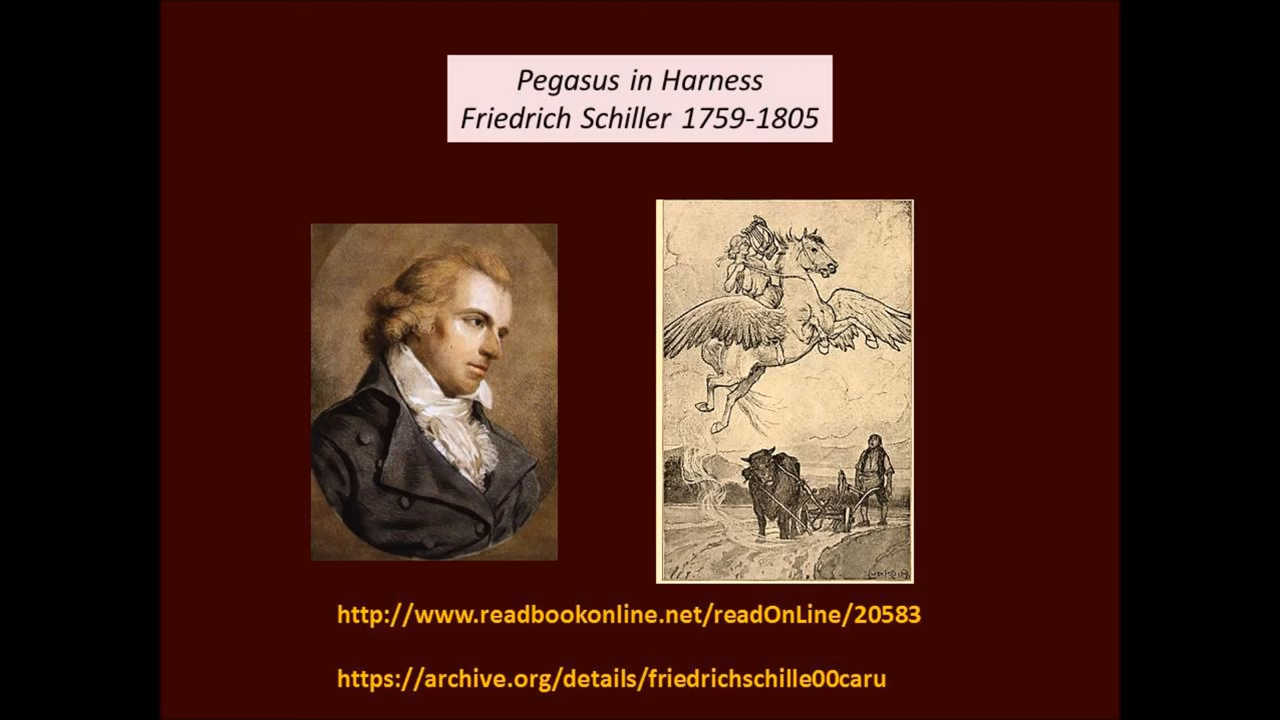 Pegasus in Harness
Friedrich Schiller 1759-1805
http://www.readbookonline.net/readOnLine/20583
https://archive.org/details/friedrichschille00caru